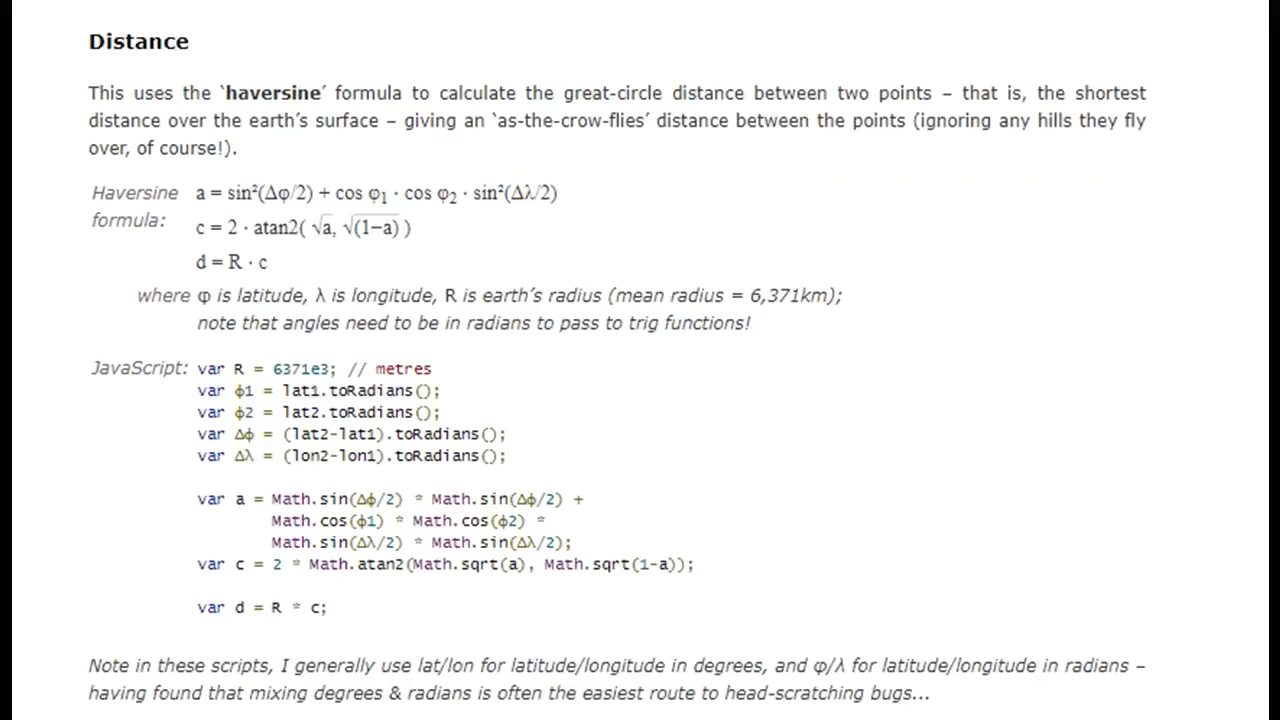 Distance
This uses the ‘haversine’ formula to calculate the great-circle distance between two points – that is, the shortest
distance over the earth’s surface – giving an ‘as-the-crow-flies’ distance between the points (ignoring any hills they fly
over, of course!).
Haversine formula: a = sin²(Δφ/2) + cos φ₁ · cos φ₂ · sin²(Δλ/2)
c = 2 · atan2( √a, √(1−a) )
d = R · c
where φ is latitude, λ is longitude, R is earth’s radius (mean radius = 6,371km);
note that angles need to be in radians to pass to trig functions!
JavaScript: var R = 6371e3; // metres
var ϕ1 = lat1.toRadians();
var ϕ2 = lat2.toRadians();
var Δϕ = (lat2-lat1).toRadians();
var Δλ = (lon2-lon1).toRadians();
var a = Math.sin(Δϕ/2) * Math.sin(Δϕ/2) +
Math.cos(ϕ1) * Math.cos(ϕ2) *
Math.sin(Δλ/2) * Math.sin(Δλ/2);
var c = 2 * Math.atan2(Math.sqrt(a), Math.sqrt(1-a));
var d = R * c;
Note in these scripts, I generally use lat/lon for latitude/longitude in degrees, and φ/λ for latitude/longitude in radians –
having found that mixing degrees & radians is often the easiest route to head-scratching bugs...